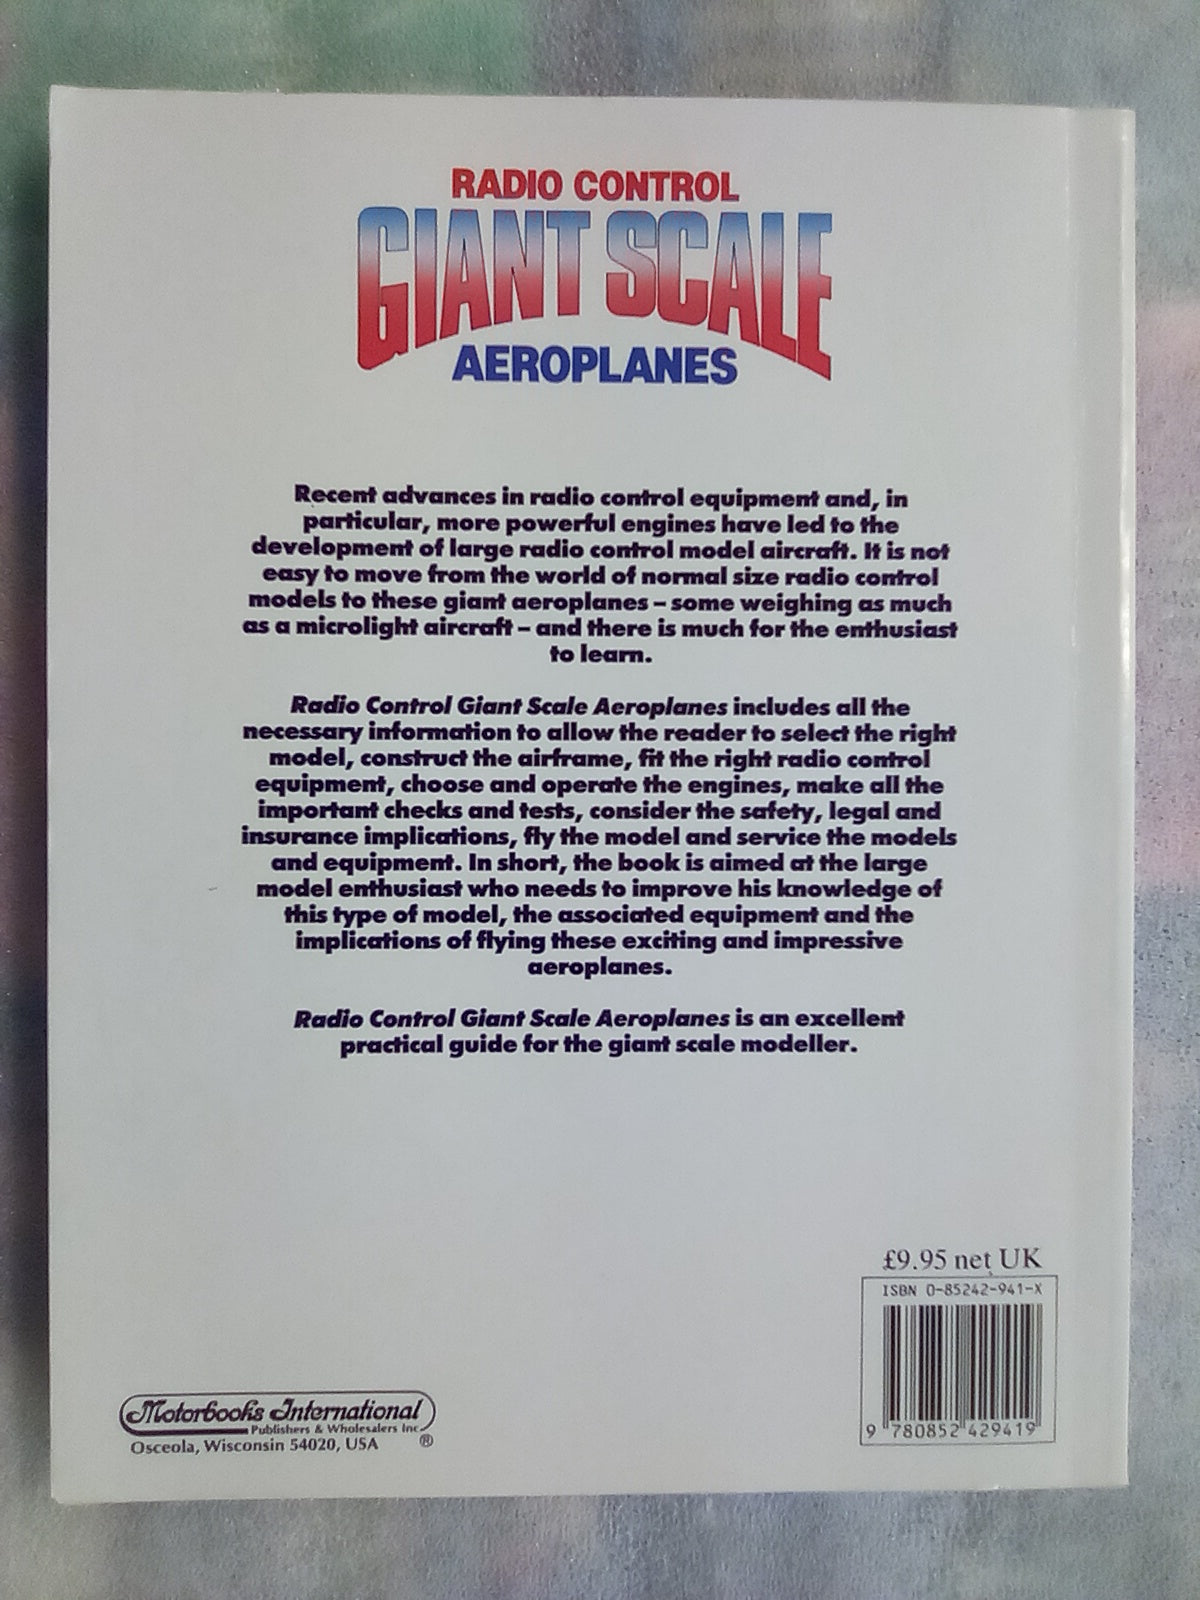 RADIO CONTROL
GIANT SCALE
AEROPLANES
Recent advances in radio control equipment and, in
particular, more powerful engines have led to the
development of large radio control model aircraft. It is not
easy to move from the world of normal size radio control
models to these giant aeroplanes – some weighing as much
as a microlight aircraft – and there is much for the enthusiast
to learn.
Radio Control Giant Scale Aeroplanes includes all the
necessary information to allow the reader to select the right
model, construct the airframe, fit the right radio control
equipment, choose and operate the engines, make all the
important checks and tests, consider the safety, legal and
insurance implications, fly the model and service the models
and equipment. In short, the book is aimed at the large
model enthusiast who needs to improve his knowledge of
this type of model, the associated equipment and the
implications of flying these exciting and impressive
aeroplanes.
Radio Control Giant Scale Aeroplanes is an excellent
practical guide for the giant scale modeller.
£9.95 net UK
ISBN 0-85242-941-X
9 780852 429419
Motorbooks International
Publishers & Wholesalers Inc.
Osceola, Wisconsin 54020, USA ®